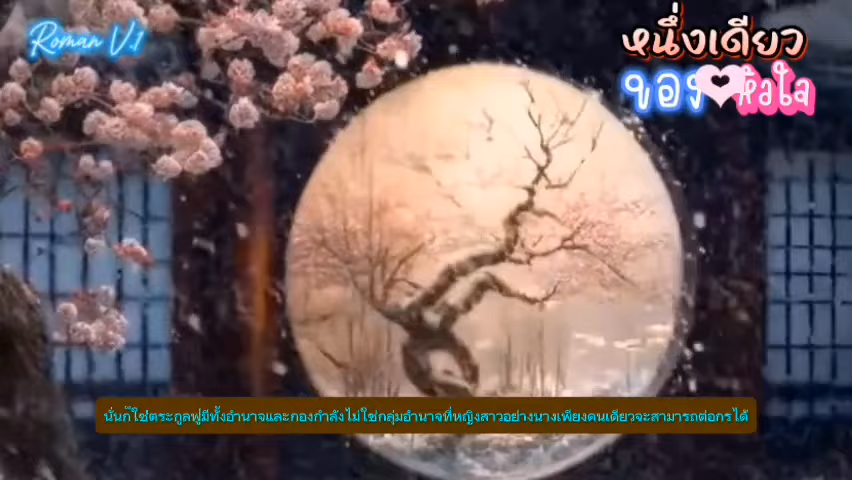 Roman V.1
หนึ่งเดียว
ของหัวใจ
นั่นก็ใช่ตระกูลฟูมีทั้งอำนาจและกองกำลังไม่ใช่กลุ่มอำนาจที่หญิงสาวอย่างนางเพียงคนเดียวจะสามารถต่อกรได้